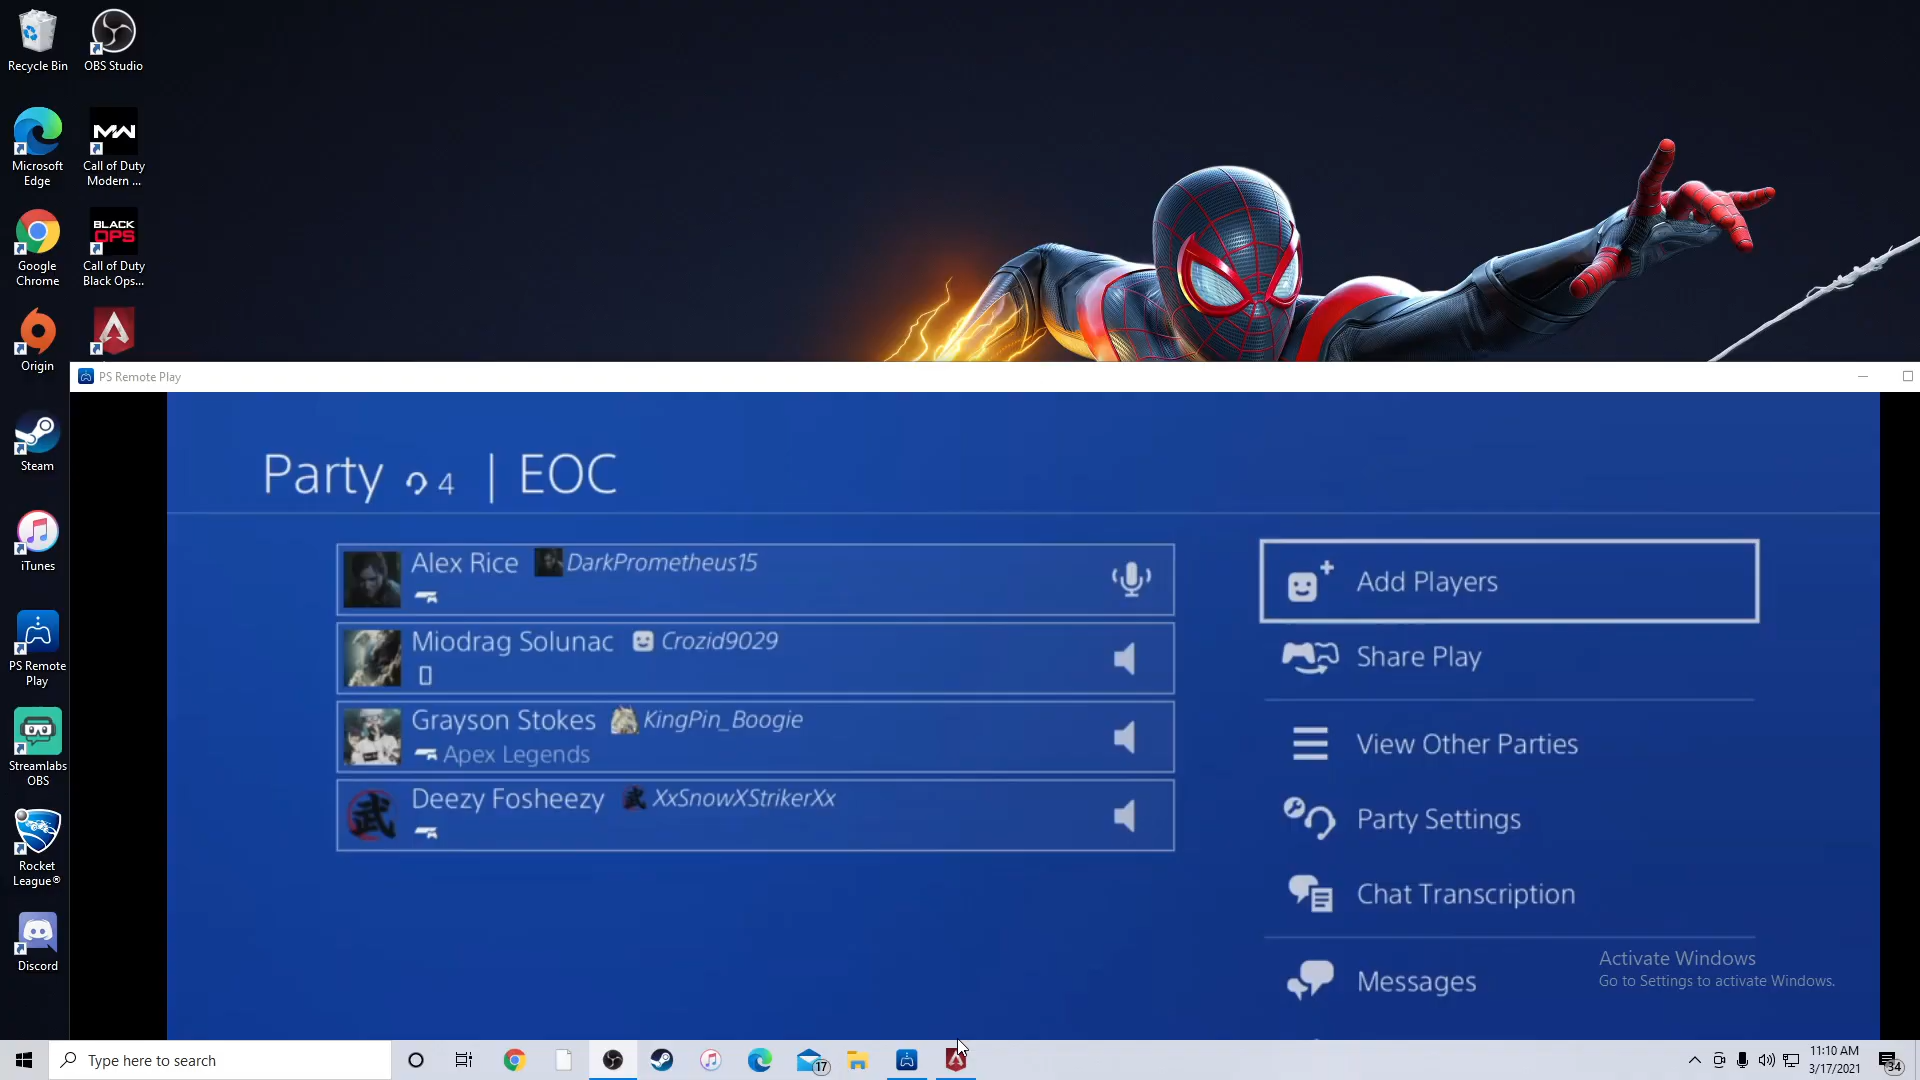 Recycle Bin
OBS Studio
Microsoft
Edge
MW
Call of Duty
Modern ...
Google
Chrome
BLACK
OPS
Call of Duty
Black Ops...
Origin
Steam
iTunes
PS Remote
Play
Streamlabs
OBS
Rocket
League®
Discord
PS Remote Play
Party 4 | EOC
Alex Rice DarkPrometheus15
Miodrag Solunac Crozid9029
Grayson Stokes KingPin_Boogie
Apex Legends
Deezy Fosheezy XxSnowXStrikerXx
武
Add Players
Share Play
View Other Parties
Party Settings
Chat Transcription
Messages
Activate Windows
Go to Settings to activate Windows.
Type here to search
17
11:10 AM
3/17/2021
34